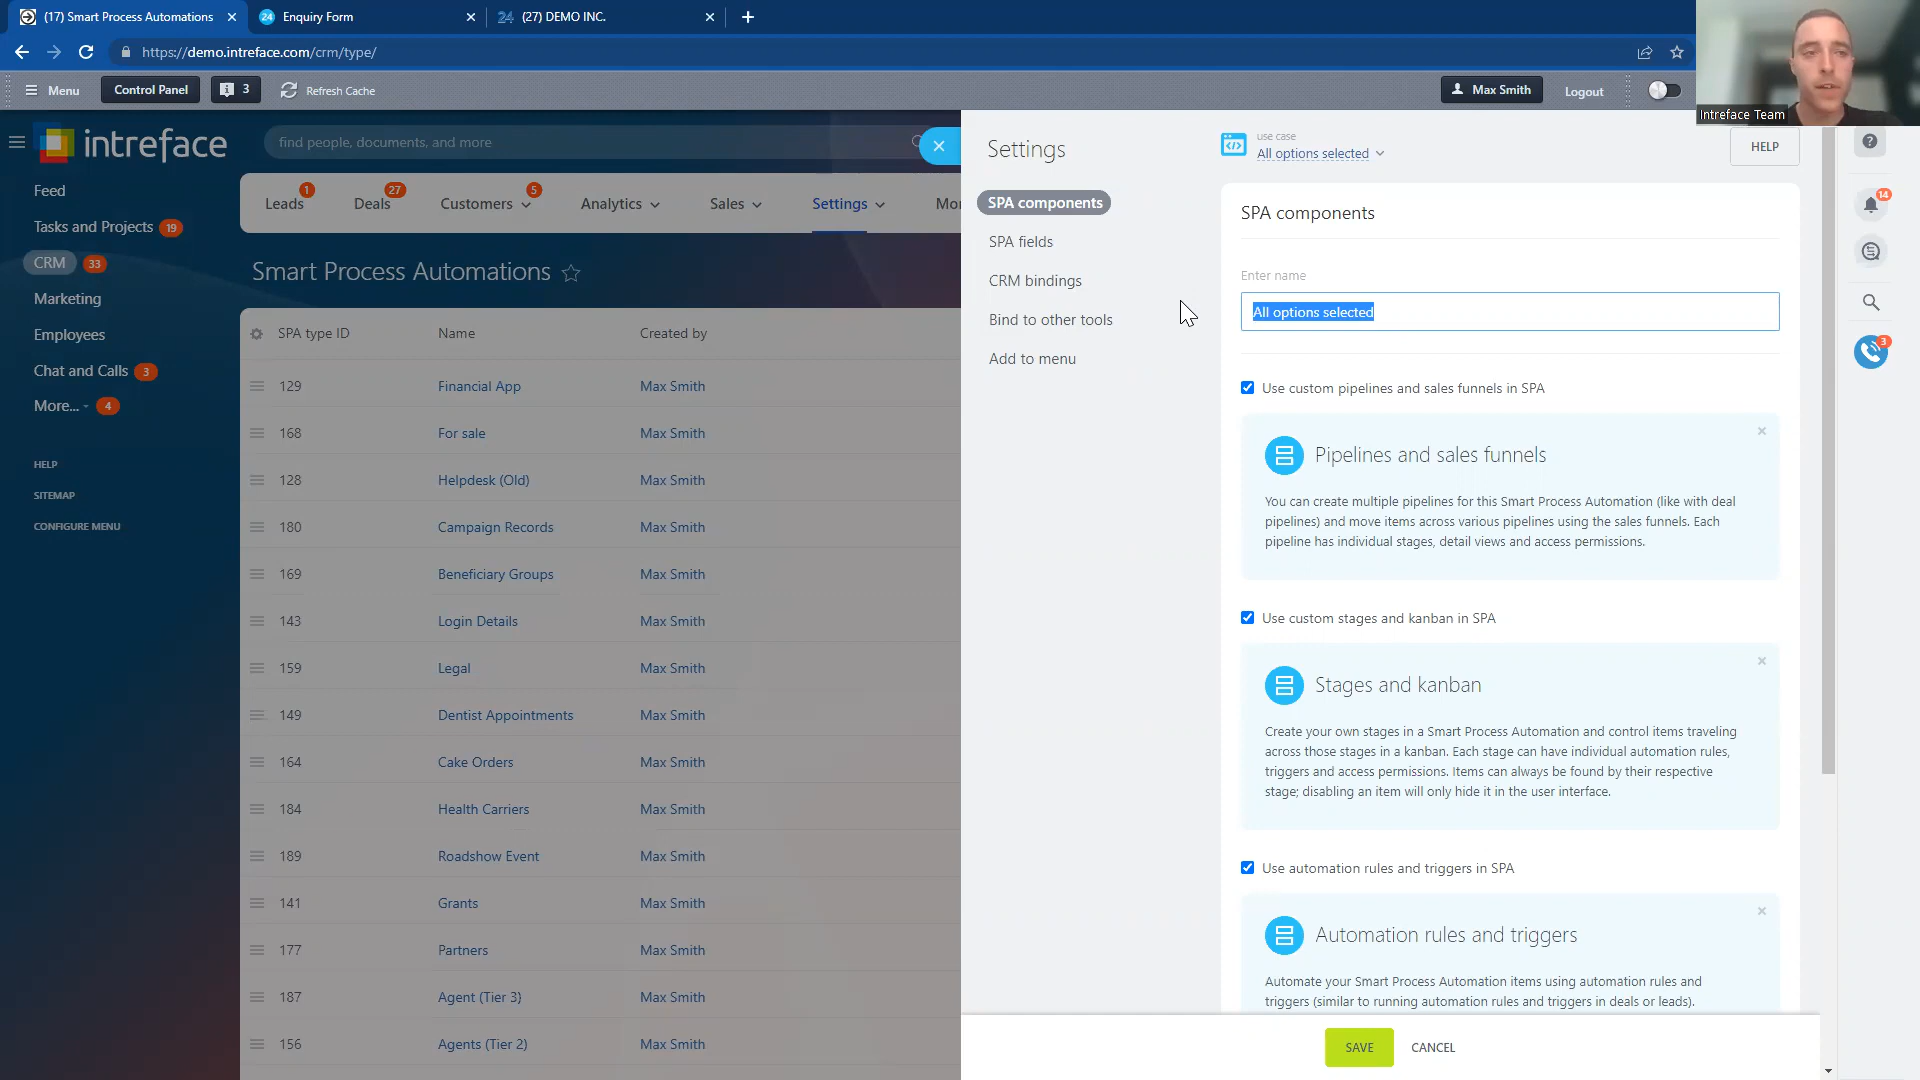 (17) Smart Process Automations
24 Enquiry Form
24 (27) DEMO INC.
https://demo.intreface.com/crm/type/
Menu
Control Panel
3
Refresh Cache
Max Smith
Logout
Intreface Team
intreface
find people, documents, and more
Feed
Tasks and Projects 19
CRM 33
Marketing
Employees
Chat and Calls 3
More... 4
HELP
SITEMAP
CONFIGURE MENU
Leads 1
Deals 27
Customers 5
Analytics
Sales
Settings
Mor
Smart Process Automations
SPA type ID Name Created by
129 Financial App Max Smith
168 For sale Max Smith
128 Helpdesk (Old) Max Smith
180 Campaign Records Max Smith
169 Beneficiary Groups Max Smith
143 Login Details Max Smith
159 Legal Max Smith
149 Dentist Appointments Max Smith
164 Cake Orders Max Smith
184 Health Carriers Max Smith
189 Roadshow Event Max Smith
141 Grants Max Smith
177 Partners Max Smith
187 Agent (Tier 3) Max Smith
156 Agents (Tier 2) Max Smith
Settings
SPA components
SPA fields
CRM bindings
Bind to other tools
Add to menu
use case
All options selected
HELP
SPA components
Enter name
All options selected
Use custom pipelines and sales funnels in SPA
Pipelines and sales funnels
You can create multiple pipelines for this Smart Process Automation (like with deal
pipelines) and move items across various pipelines using the sales funnels. Each
pipeline has individual stages, detail views and access permissions.
Use custom stages and kanban in SPA
Stages and kanban
Create your own stages in a Smart Process Automation and control items traveling
across those stages in a kanban. Each stage can have individual automation rules,
triggers and access permissions. Items can always be found by their respective
stage; disabling an item will only hide it in the user interface.
Use automation rules and triggers in SPA
Automation rules and triggers
Automate your Smart Process Automation items using automation rules and
triggers (similar to running automation rules and triggers in deals or leads).
SAVE
CANCEL
14
3